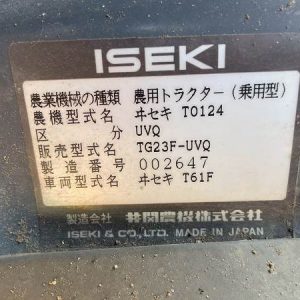 ISEKI
農業機械の種類 農用トラクター(乗用型)
農機型式名 ヰセキ TO124
区分 UVQ
販売型式名 TG23F-UVQ
製造番号 002647
車両型式名 ヰセキ T61F
製造会社 井関農機株式会社
ISEKI & CO., LTD. MADE IN JAPAN